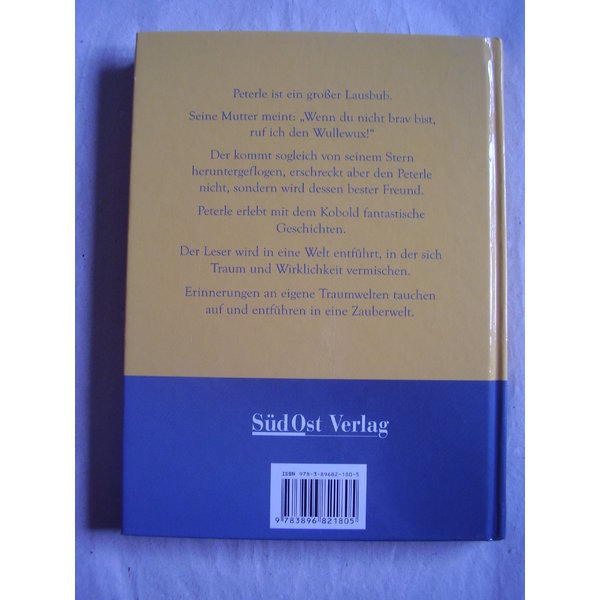 Peterle ist ein großer Lausbub.
Seine Mutter meint: „Wenn du nicht brav bist,
ruf ich den Wullewux!“
Der kommt sogleich von seinem Stern
heruntergeflogen, erschreckt aber den Peterle
nicht, sondern wird dessen bester Freund.
Peterle erlebt mit dem Kobold fantastische
Geschichten.
Der Leser wird in eine Welt entführt, in der sich
Traum und Wirklichkeit vermischen.
Erinnerungen an eigene Traumwelten tauchen
auf und entführen in eine Zauberwelt.
SüdOst Verlag
ISBN 978-3-89682-180-5
9 783896 821805